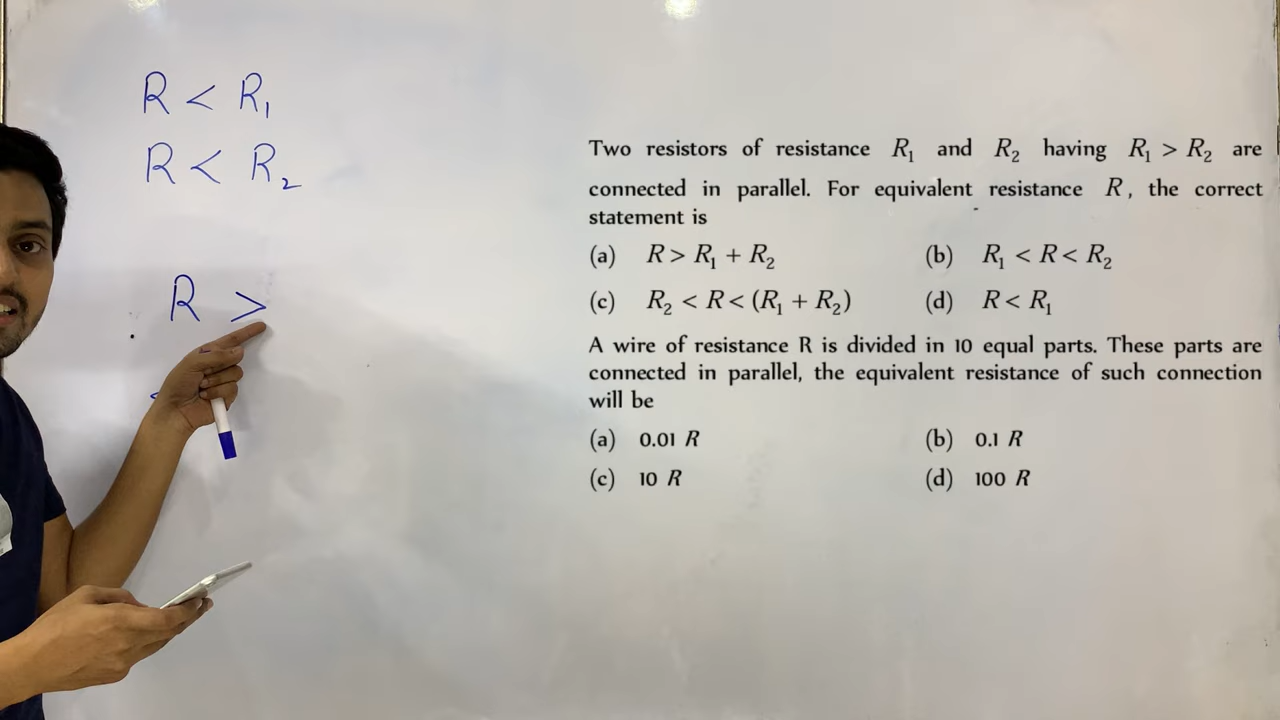 R < R₁
R < R₂
R >
Two resistors of resistance R₁ and R₂ having R₁ > R₂ are
connected in parallel. For equivalent resistance R, the correct
statement is
(a) R > R₁ + R₂ (b) R₁ < R < R₂
(c) R₂ < R < (R₁ + R₂) (d) R < R₁
A wire of resistance R is divided in 10 equal parts. These parts are
connected in parallel, the equivalent resistance of such connection
will be
(a) 0.01 R (b) 0.1 R
(c) 10 R (d) 100 R